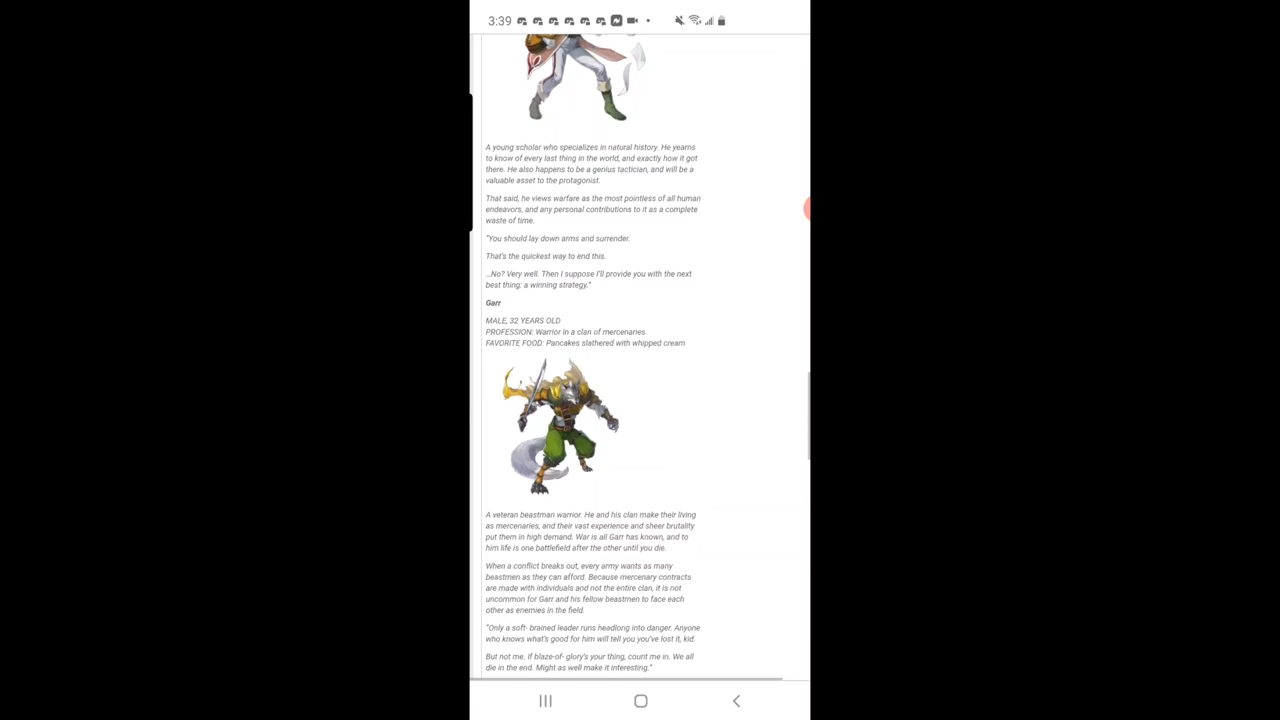 3:39
A young scholar who specializes in natural history. He yearns
to know of every last thing in the world, and exactly how it got
there. He also happens to be a genius tactician, and will be a
valuable asset to the protagonist.
That said, he views warfare as the most pointless of all human
endeavors, and any personal contributions to it as a complete
waste of time.
“You should lay down arms and surrender.
That's the quickest way to end this.
…No? Very well. Then I suppose I'll provide you with the next
best thing: a winning strategy.”
Garr
MALE, 32 YEARS OLD
PROFESSION: Warrior in a clan of mercenaries
FAVORITE FOOD: Pancakes slathered with whipped cream
A veteran beastman warrior. He and his clan make their living
as mercenaries, and their vast experience and sheer brutality
put them in high demand. War is all Garr has known, and to
him life is one battlefield after the other until you die.
When a conflict breaks out, every army wants as many
beastmen as they can afford. Because mercenary contracts
are made with individuals and not the entire clan, it is not
uncommon for Garr and his fellow beastmen to face each
other as enemies in the field.
“Only a soft- brained leader runs headlong into danger. Anyone
who knows what's good for him will tell you you've lost it, kid.
But not me. If blaze-of- glory's your thing, count me in. We all
die in the end. Might as well make it interesting.”